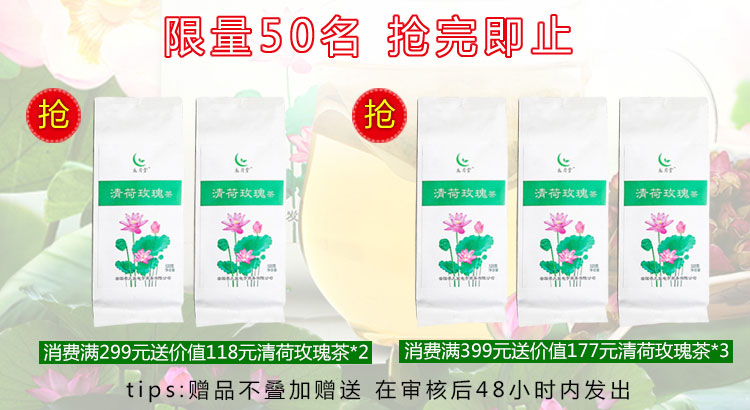 限量50名 抢完即止
抢
抢
清荷玫瑰茶
清荷玫瑰茶
清荷玫瑰茶
清荷玫瑰茶
清荷玫瑰茶
消费满299元送价值118元清荷玫瑰茶*2
消费满399元送价值177元清荷玫瑰茶*3
tips:赠品不叠加赠送 在审核后48小时内发出